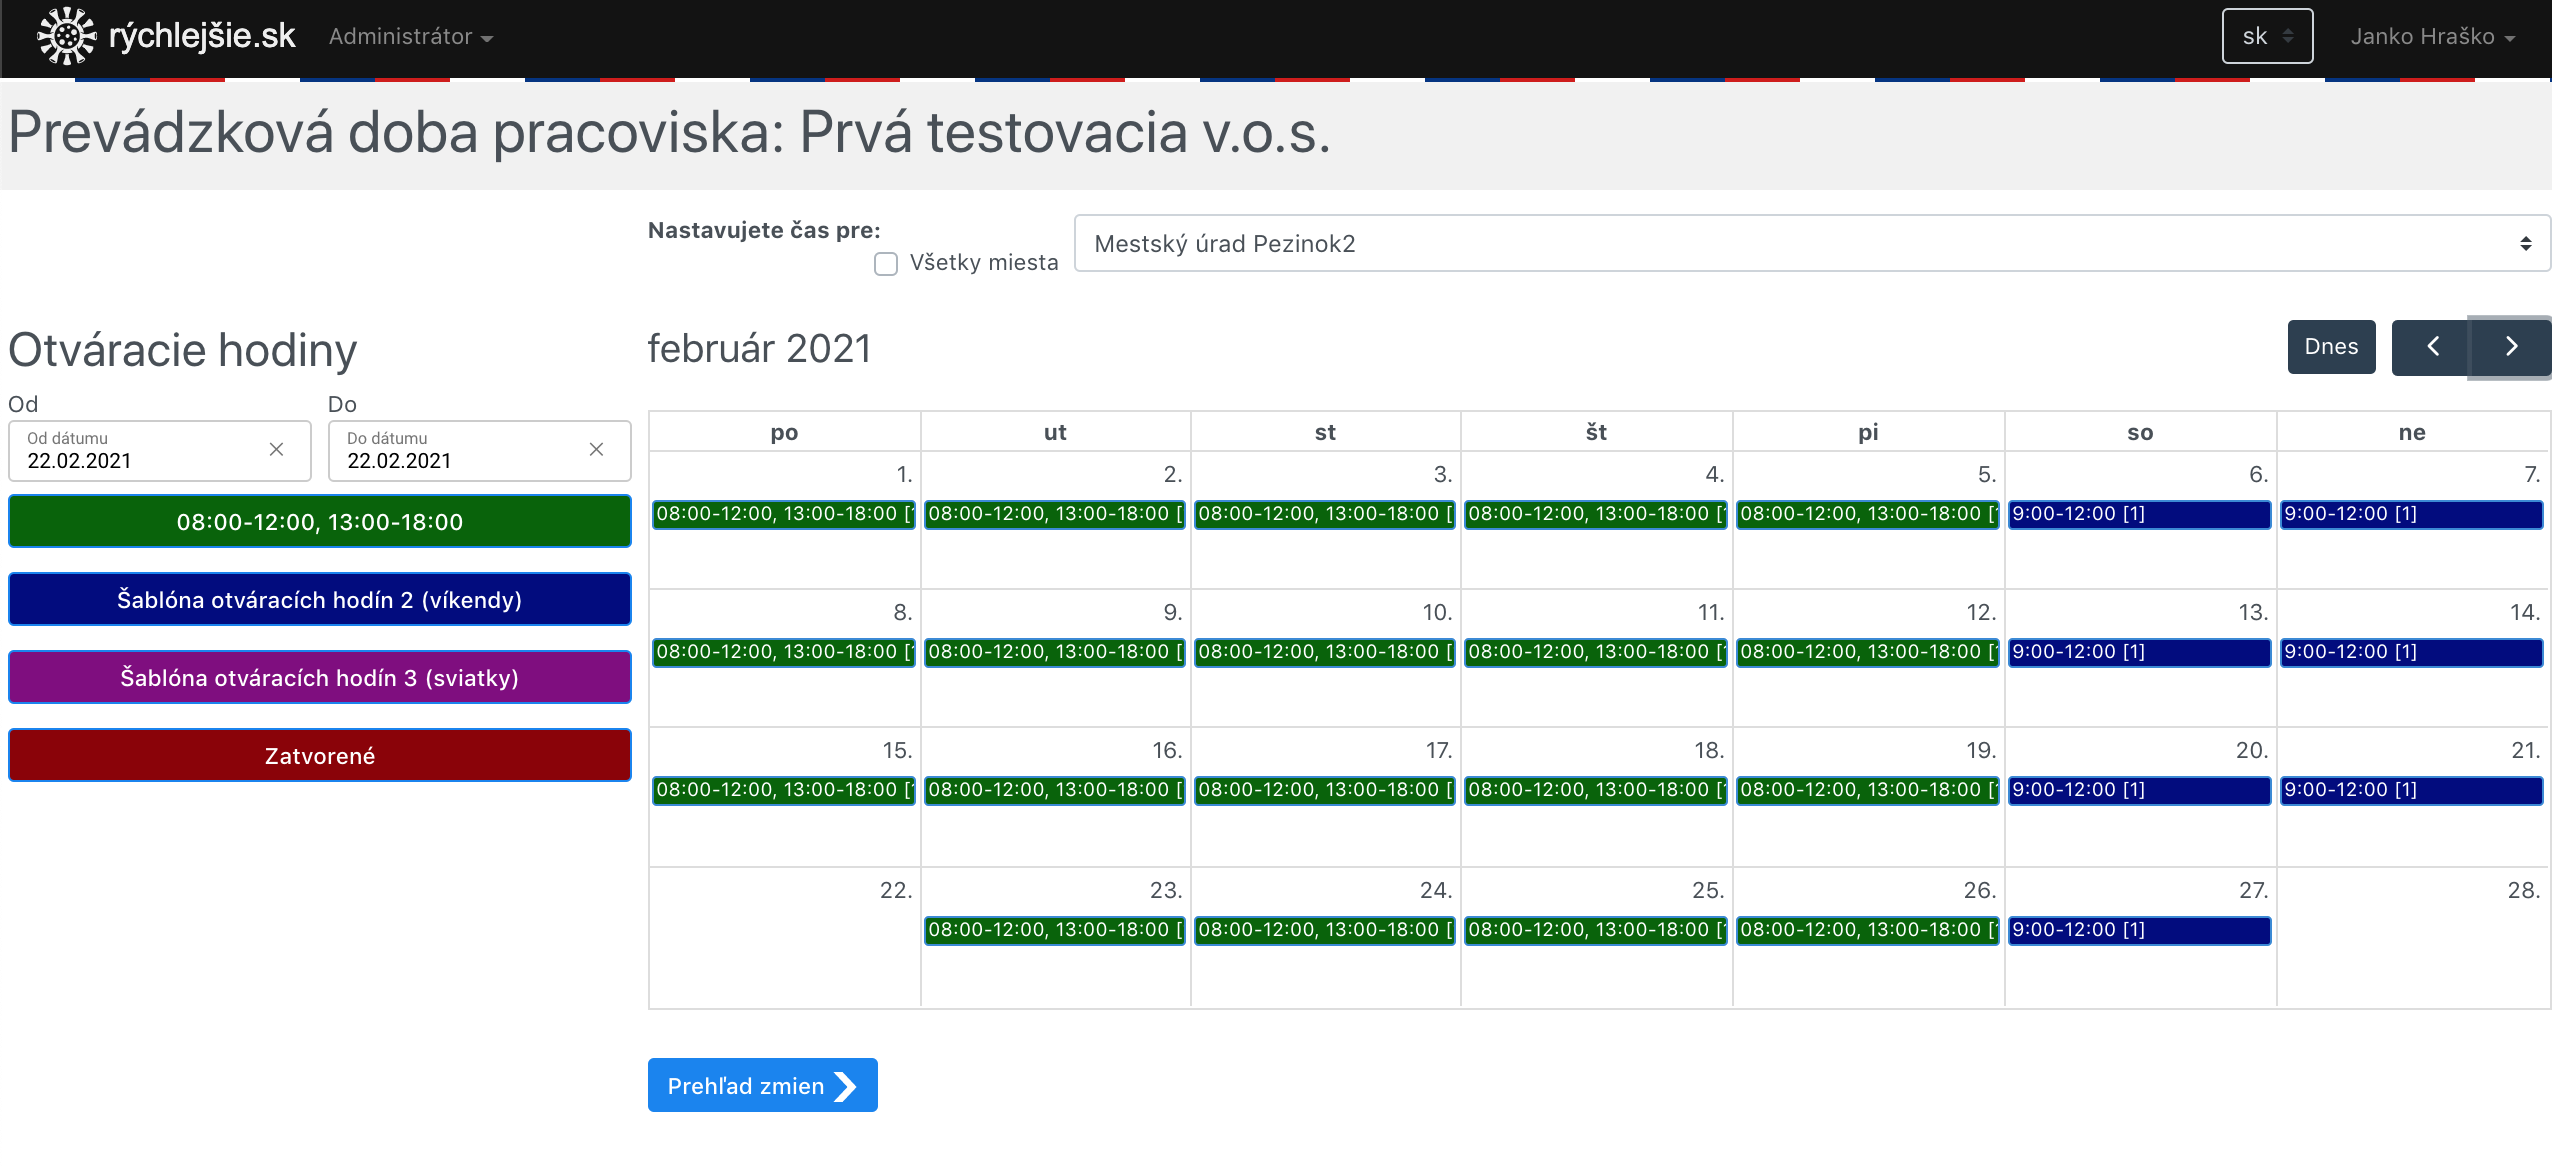 rýchlejšie.sk Administrátor sk Janko Hraško
Prevádzková doba pracoviska: Prvá testovacia v.o.s.
Nastavujete čas pre:
Všetky miesta
Mestský úrad Pezinok2
Otváracie hodiny
Od Do
Od dátumu Do dátumu
22.02.2021 22.02.2021
08:00-12:00, 13:00-18:00
Šablóna otváracích hodín 2 (víkendy)
Šablóna otváracích hodín 3 (sviatky)
Zatvorené
február 2021 Dnes
po ut st št pi so ne
1. 2. 3. 4. 5. 6. 7.
08:00-12:00, 13:00-18:00 [1 08:00-12:00, 13:00-18:00 [ 08:00-12:00, 13:00-18:00 [ 08:00-12:00, 13:00-18:00 [1 08:00-12:00, 13:00-18:00 [1 9:00-12:00 [1] 9:00-12:00 [1]
8. 9. 10. 11. 12. 13. 14.
08:00-12:00, 13:00-18:00 [1 08:00-12:00, 13:00-18:00 [ 08:00-12:00, 13:00-18:00 [ 08:00-12:00, 13:00-18:00 [1 08:00-12:00, 13:00-18:00 [1 9:00-12:00 [1] 9:00-12:00 [1]
15. 16. 17. 18. 19. 20. 21.
08:00-12:00, 13:00-18:00 [1 08:00-12:00, 13:00-18:00 [ 08:00-12:00, 13:00-18:00 [ 08:00-12:00, 13:00-18:00 [1 08:00-12:00, 13:00-18:00 [1 9:00-12:00 [1] 9:00-12:00 [1]
22. 23. 24. 25. 26. 27. 28.
08:00-12:00, 13:00-18:00 [ 08:00-12:00, 13:00-18:00 [ 08:00-12:00, 13:00-18:00 [1 08:00-12:00, 13:00-18:00 [1 9:00-12:00 [1]
Prehľad zmien